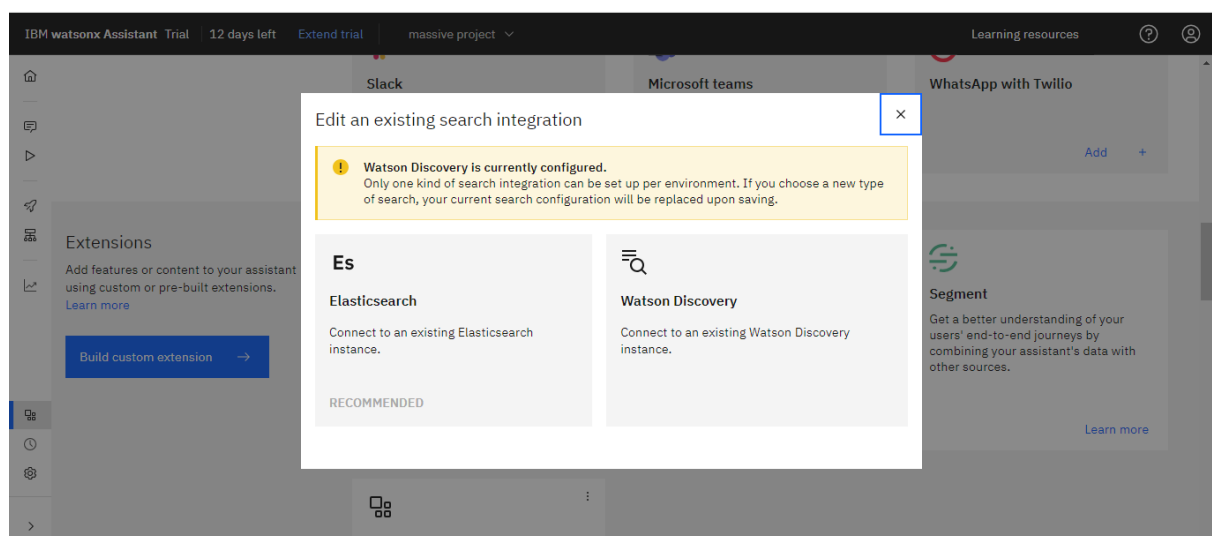 IBM watsonx Assistant Trial 12 days left Extend trial massive project Learning resources
Slack
Microsoft teams
WhatsApp with Twilio
Add +
Edit an existing search integration
Watson Discovery is currently configured.
Only one kind of search integration can be set up per environment. If you choose a new type
of search, your current search configuration will be replaced upon saving.
Extensions
Add features or content to your assistant
using custom or pre-built extensions.
Learn more
Build custom extension →
Es
Elasticsearch
Connect to an existing Elasticsearch
instance.
RECOMMENDED
Watson Discovery
Connect to an existing Watson Discovery
instance.
Segment
Get a better understanding of your
users' end-to-end journeys by
combining your assistant's data with
other sources.
Learn more